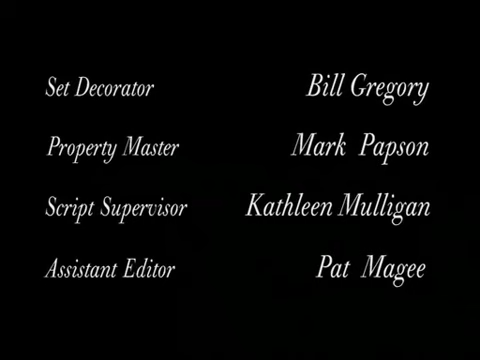 Set Decorator Bill Gregory
Property Master Mark Papson
Script Supervisor Kathleen Mulligan
Assistant Editor Pat Magee